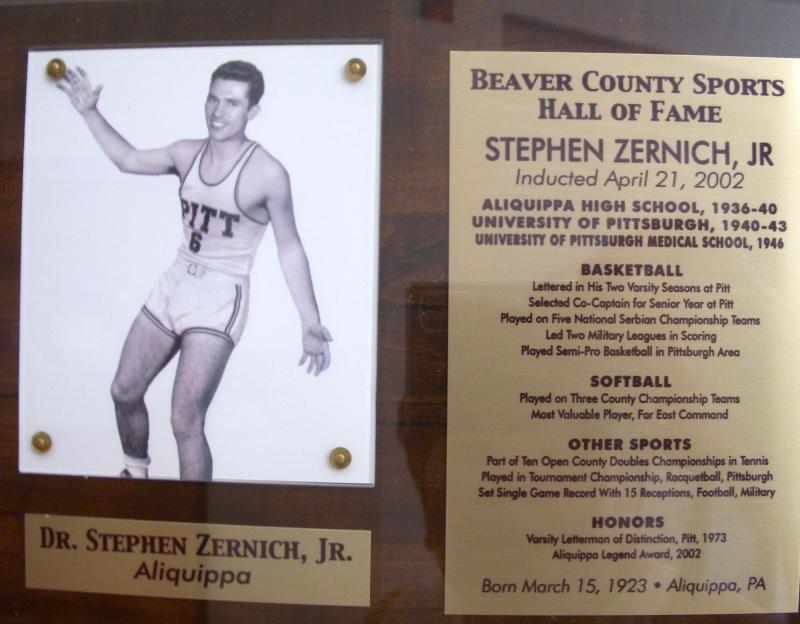 PITT
6
DR. STEPHEN ZERNICH, JR.
Aliquippa
BEAVER COUNTY SPORTS
HALL OF FAME
STEPHEN ZERNICH, JR
Inducted April 21, 2002
ALIQUIPPA HIGH SCHOOL, 1936-40
UNIVERSITY OF PITTSBURGH, 1940-43
UNIVERSITY OF PITTSBURGH MEDICAL SCHOOL, 1946
BASKETBALL
Lettered in His Two Varsity Seasons at Pitt
Selected Co-Captain for Senior Year at Pitt
Played on Five National Serbian Championship Teams
Led Two Military Leagues in Scoring
Played Semi-Pro Basketball in Pittsburgh Area
SOFTBALL
Played on Three County Championship Teams
Most Valuable Player, Far East Command
OTHER SPORTS
Part of Ten Open County Doubles Championships in Tennis
Played in Tournament Championship, Racquetball, Pittsburgh
Set Single Game Record With 15 Receptions, Football, Military
HONORS
Varsity Letterman of Distinction, Pitt, 1973
Aliquippa Legend Award, 2002
Born March 15, 1923 • Aliquippa, PA